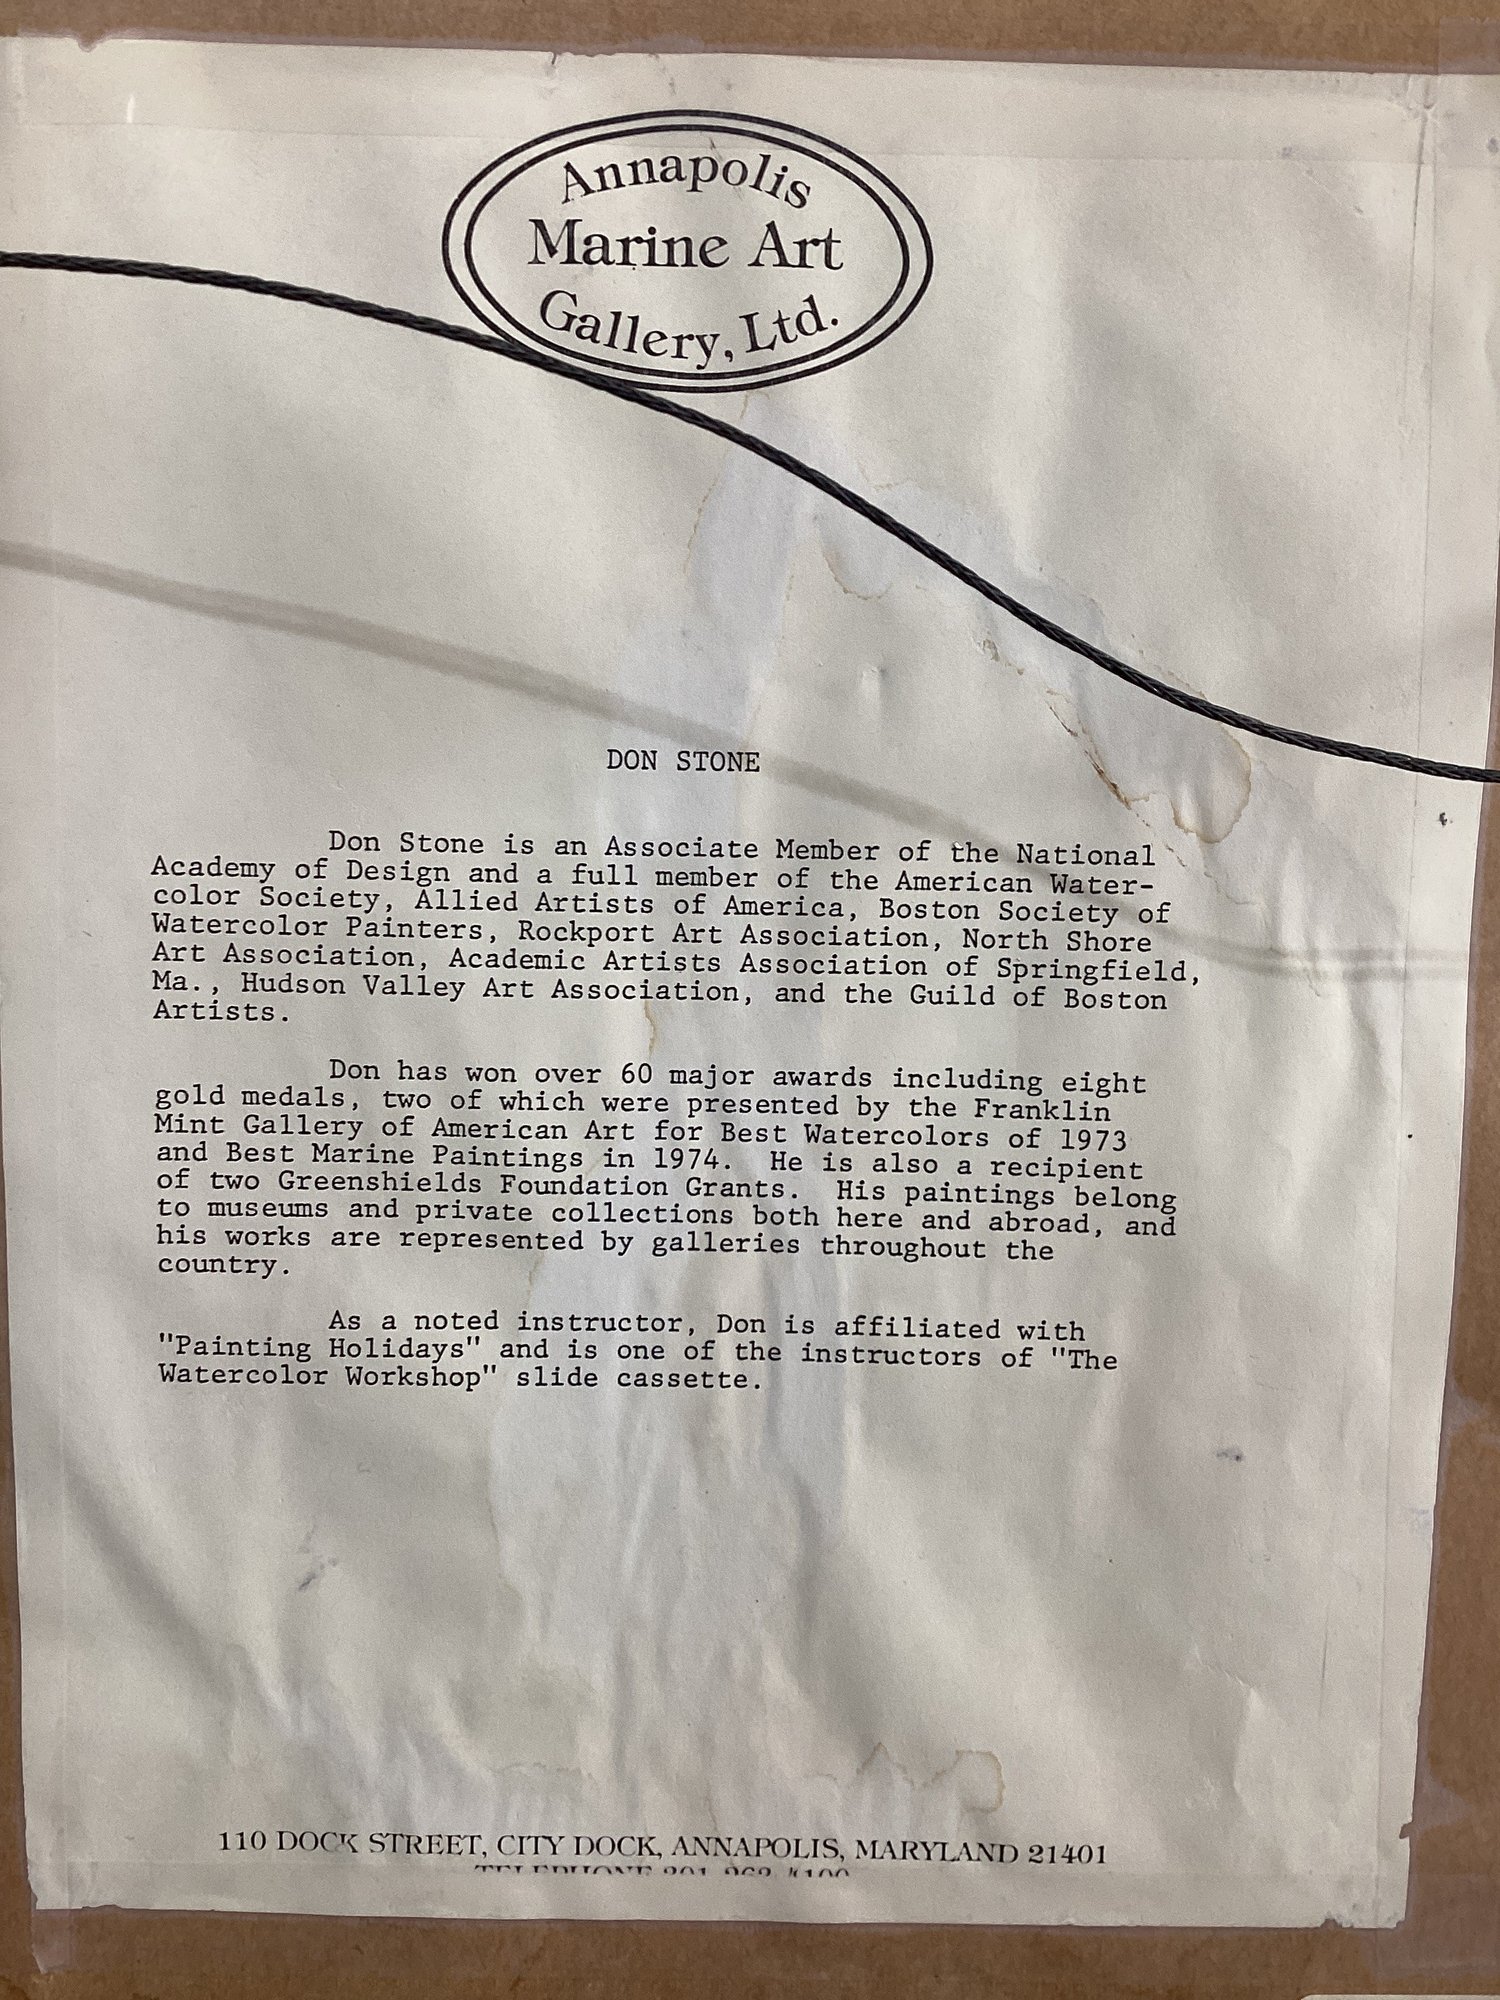 Annapolis
Marine Art
Gallery, Ltd.
DON STONE
Don Stone is an Associate Member of the National
Academy of Design and a full member of the American Water-
color Society, Allied Artists of America, Boston Society of
Watercolor Painters, Rockport Art Association, North Shore
Art Association, Academic Artists Association of Springfield,
Ma., Hudson Valley Art Association, and the Guild of Boston
Artists.
Don has won over 60 major awards including eight
gold medals, two of which were presented by the Franklin
Mint Gallery of American Art for Best Watercolors of 1973
and Best Marine Paintings in 1974. He is also a recipient
of two Greenshields Foundation Grants. His paintings belong
to museums and private collections both here and abroad, and
his works are represented by galleries throughout the
country.
As a noted instructor, Don is affiliated with
"Painting Holidays" and is one of the instructors of "The
Watercolor Workshop" slide cassette.
110 DOCK STREET, CITY DOCK, ANNAPOLIS, MARYLAND 21401
TELEPHONE 301